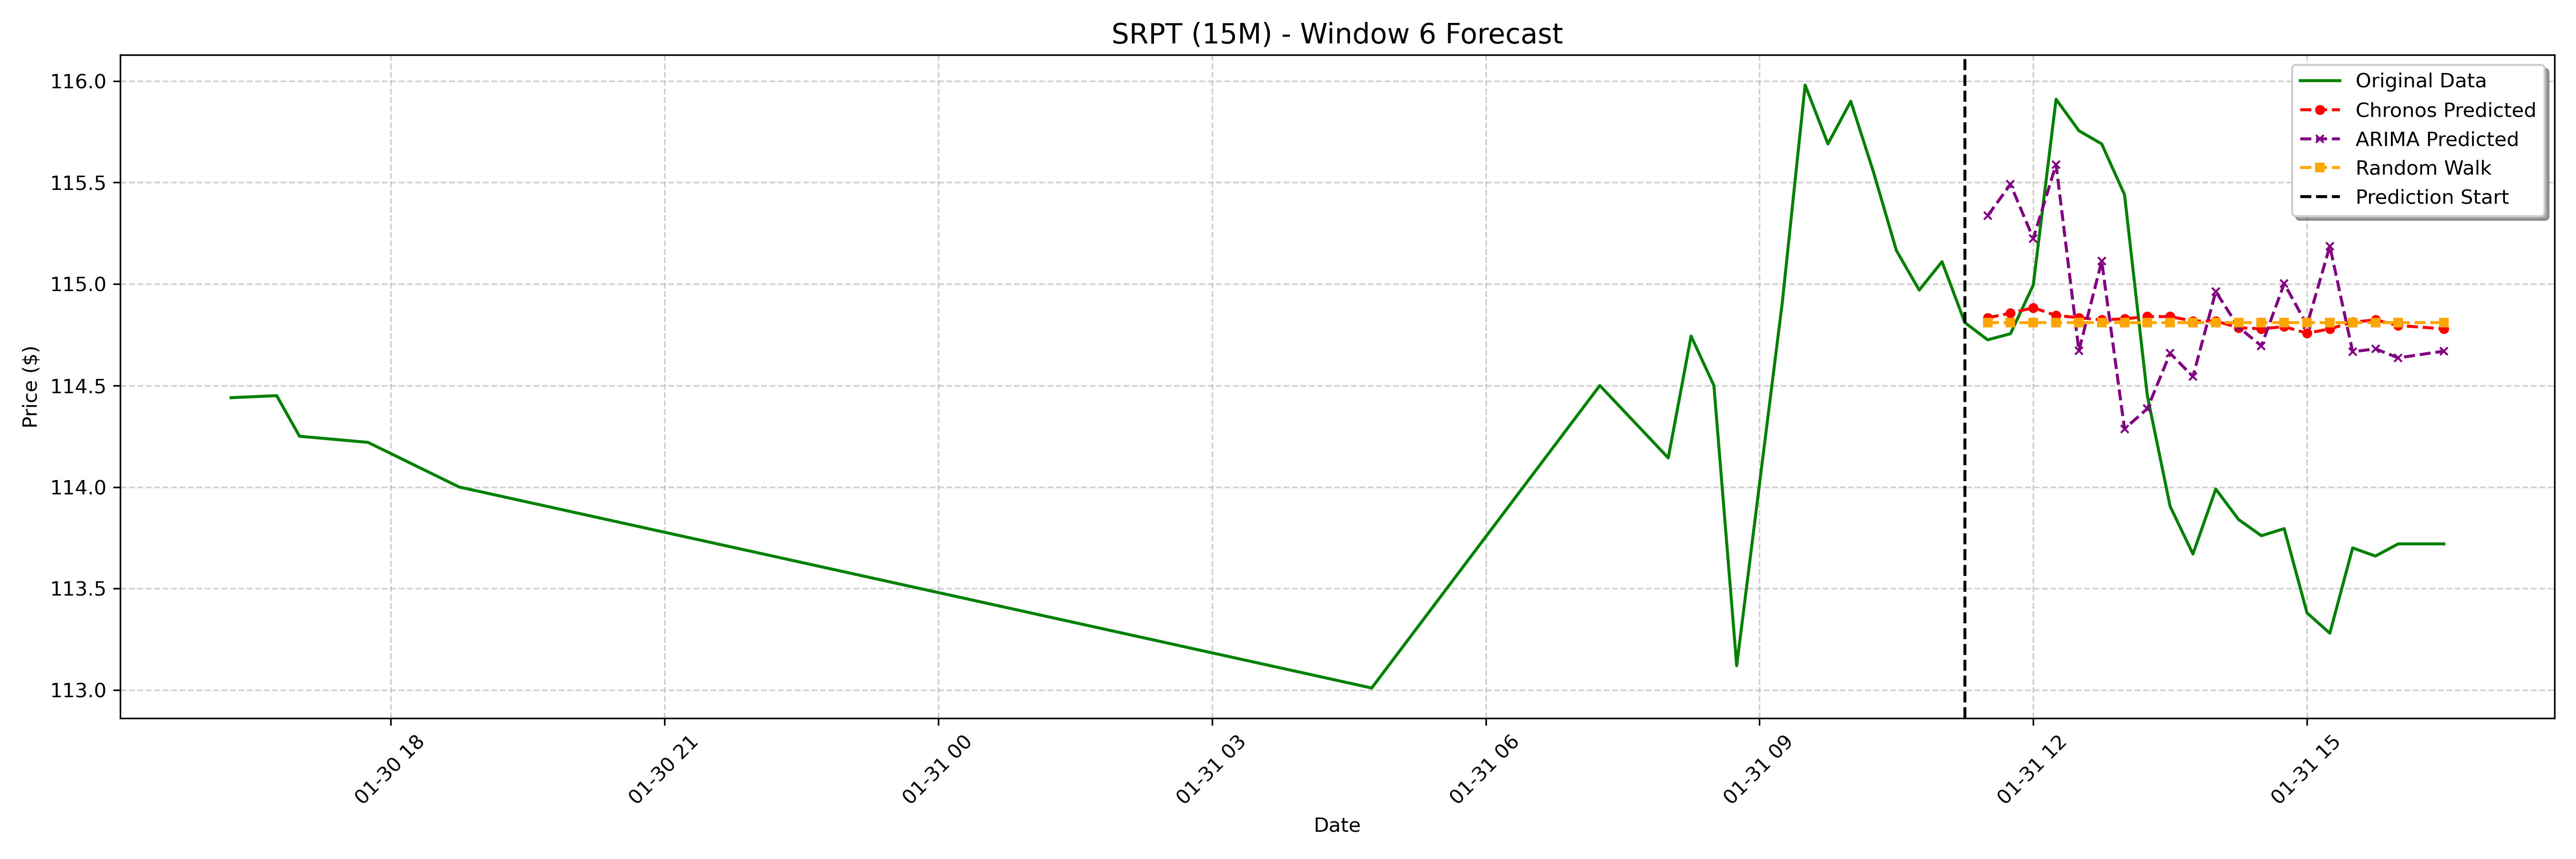 SRPT (15M) - Window 6 Forecast
Price ($)
116.0
115.5
115.0
114.5
114.0
113.5
113.0
Original Data
Chronos Predicted
ARIMA Predicted
Random Walk
Prediction Start
01-30 18
01-30 21
01-31 00
01-31 03
01-31 06
01-31 09
01-31 12
01-31 15
Date